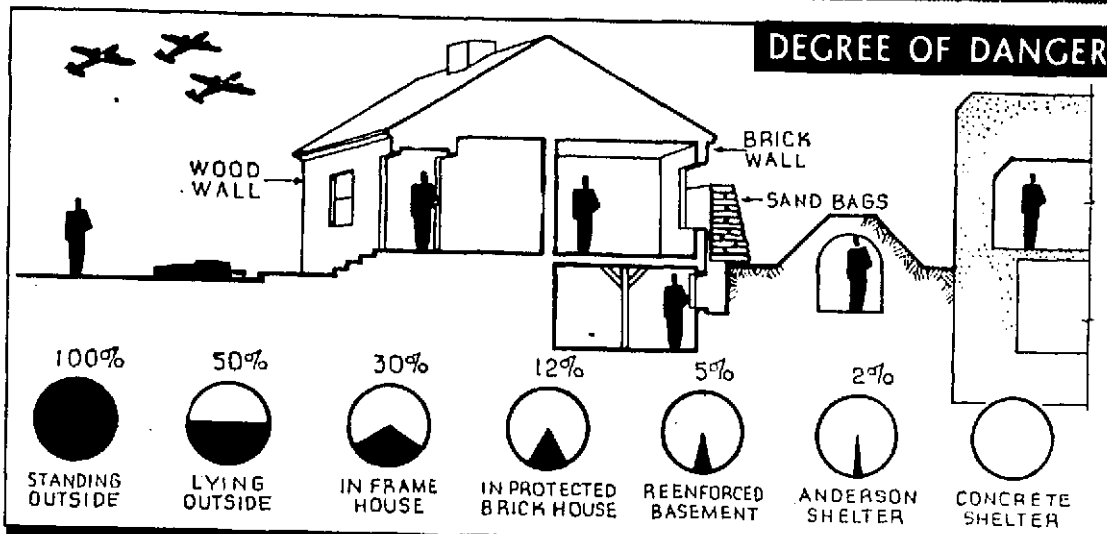 DEGREE OF DANGER
WOOD
WALL
BRICK
WALL
SAND BAGS
100%
50%
30%
12%
5%
2%
STANDING
OUTSIDE
LYING
OUTSIDE
IN FRAME
HOUSE
IN PROTECTED
BRICK HOUSE
REENFORCED
BASEMENT
ANDERSON
SHELTER
CONCRETE
SHELTER